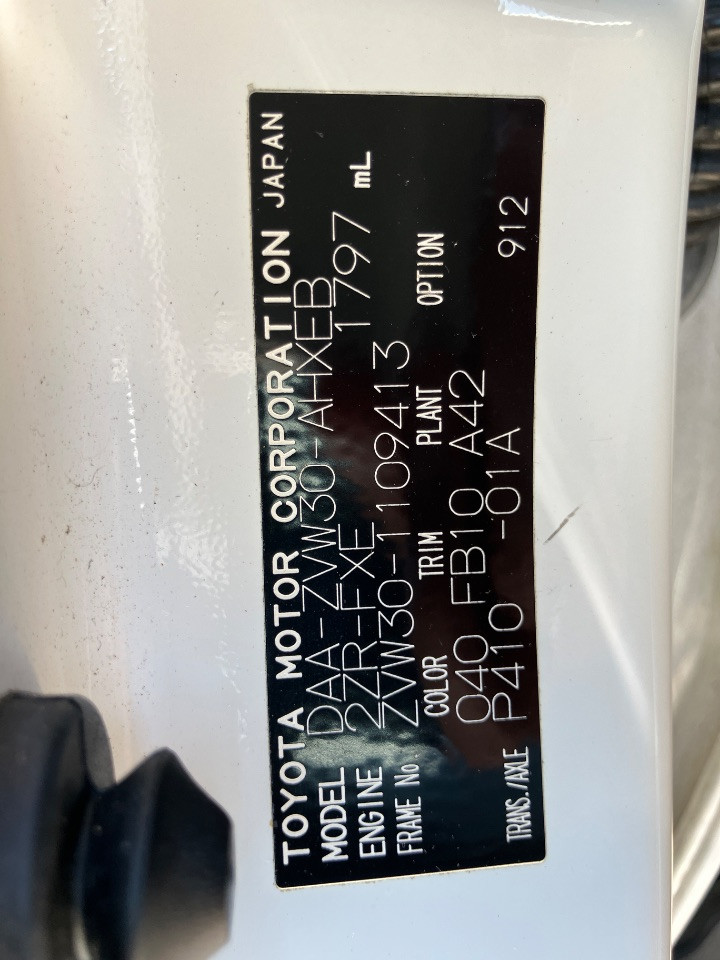 TOYOTA MOTOR CORPORATION JAPAN
MODEL DAA-ZVW30-AHXEB
ENGINE 2ZR-FXE 1797 mL
FRAME No. ZVW30-1109413
COLOR TRIM PLANT OPTION
040 FB10 A42
TRANS./AXLE P410 -01A 912